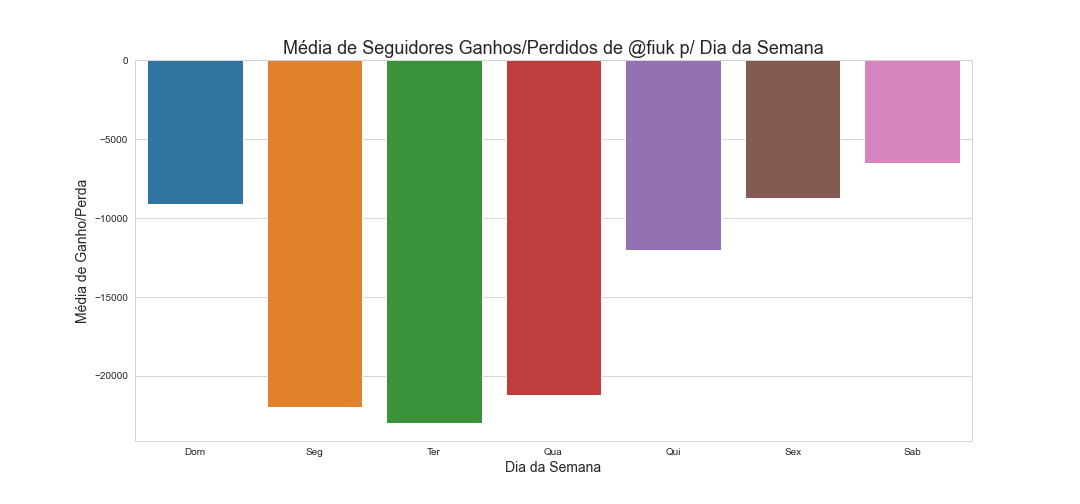 Média de Seguidores Ganhos/Perdidos de @fiuk p/ Dia da Semana
Média de Ganho/Perda
0
−5000
−10000
−15000
−20000
Dom Seg Ter Qua Qui Sex Sab
Dia da Semana